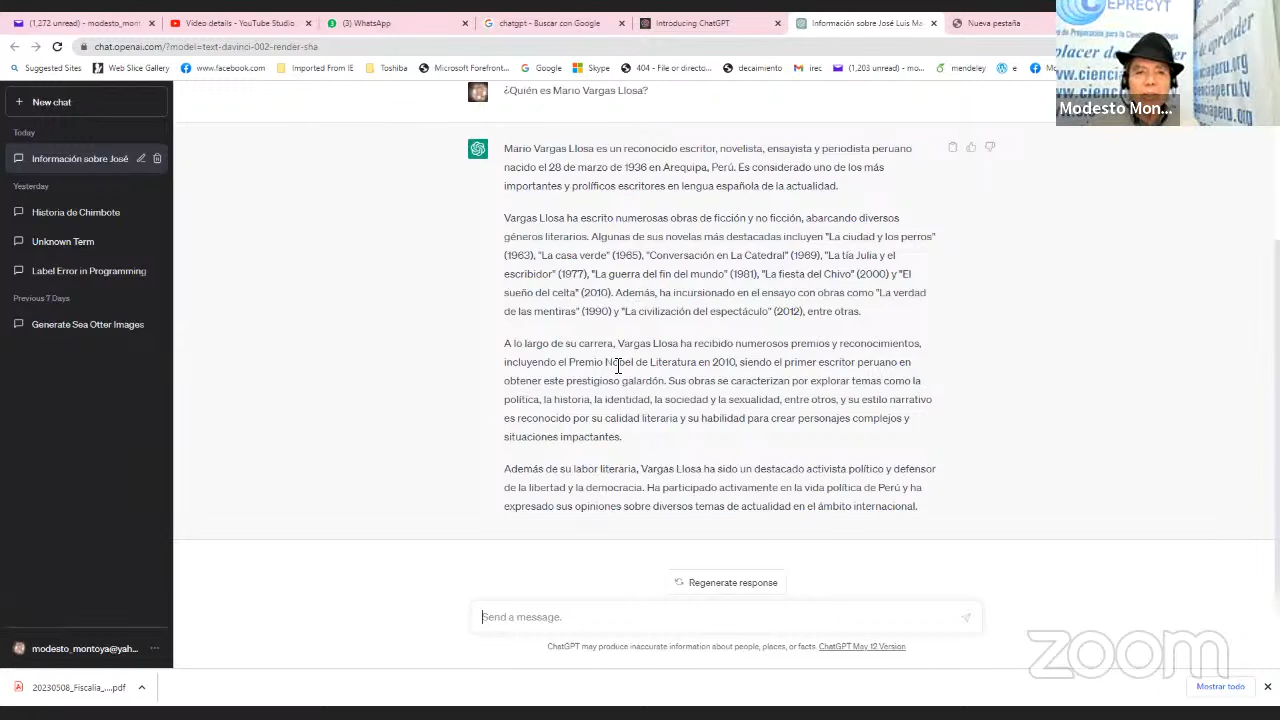 (1,272 unread) - modesto_mont
Video details - YouTube Studio
(3) WhatsApp
chatgpt - Buscar con Google
Introducing ChatGPT
Información sobre José Luis Ma
Nueva pestaña
chat.openai.com/?model=text-davinci-002-render-sha
Suggested Sites
Web Slice Gallery
www.facebook.com
Imported From IE
Toshiba
Microsoft Forefront...
Google
Skype
404 - File or directo...
decaimiento
irec
(1,203 unread) - mo...
mendeley
e
Mo
CEPRECYT
Modesto Mon...
New chat
Today
Información sobre José
Yesterday
Historia de Chimbote
Unknown Term
Label Error in Programming
Previous 7 Days
Generate Sea Otter Images
modesto_montoya@yah...
¿Quién es Mario Vargas Llosa?
Mario Vargas Llosa es un reconocido escritor, novelista, ensayista y periodista peruano
nacido el 28 de marzo de 1936 en Arequipa, Perú. Es considerado uno de los más
importantes y prolíficos escritores en lengua española de la actualidad.
Vargas Llosa ha escrito numerosas obras de ficción y no ficción, abarcando diversos
géneros literarios. Algunas de sus novelas más destacadas incluyen "La ciudad y los perros"
(1963), "La casa verde" (1965), "Conversación en La Catedral" (1969), "La tía Julia y el
escribidor" (1977), "La guerra del fin del mundo" (1981), "La fiesta del Chivo" (2000) y "El
sueño del celta" (2010). Además, ha incursionado en el ensayo con obras como "La verdad
de las mentiras" (1990) y "La civilización del espectáculo" (2012), entre otras.
A lo largo de su carrera, Vargas Llosa ha recibido numerosos premios y reconocimientos,
incluyendo el Premio Nobel de Literatura en 2010, siendo el primer escritor peruano en
obtener este prestigioso galardón. Sus obras se caracterizan por explorar temas como la
política, la historia, la identidad, la sociedad y la sexualidad, entre otros, y su estilo narrativo
es reconocido por su calidad literaria y su habilidad para crear personajes complejos y
situaciones impactantes.
Además de su labor literaria, Vargas Llosa ha sido un destacado activista político y defensor
de la libertad y la democracia. Ha participado activamente en la vida política de Perú y ha
expresado sus opiniones sobre diversos temas de actualidad en el ámbito internacional.
Regenerate response
Send a message.
ChatGPT may produce inaccurate information about people, places, or facts. ChatGPT May 12 Version
zoom
20230508_Fiscalia_....pdf
Mostrar todo